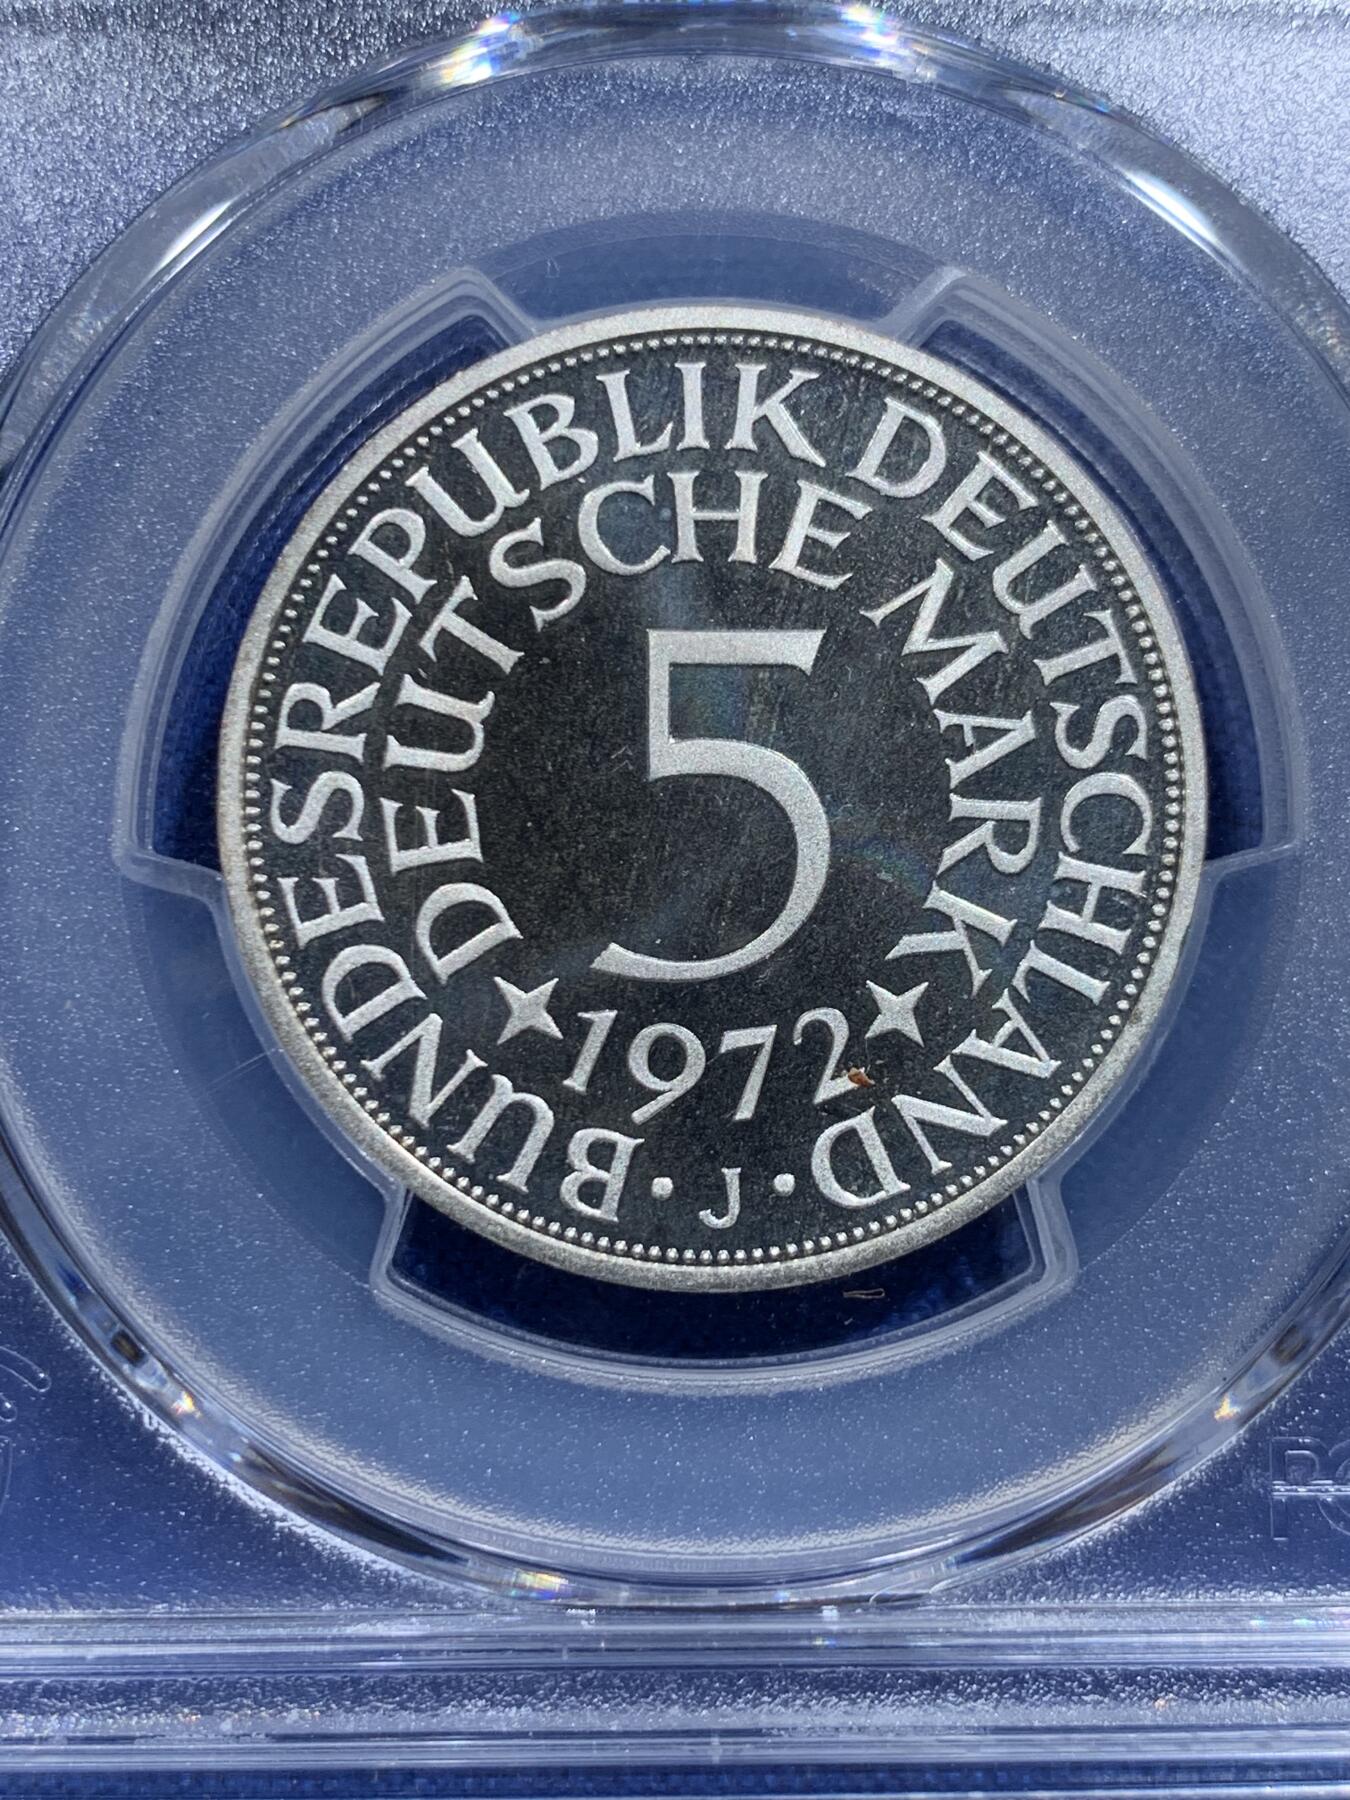 BUNDESREPUBLIK DEUTSCHLAND
DEUTSCHE MARK
5
1972
· J ·